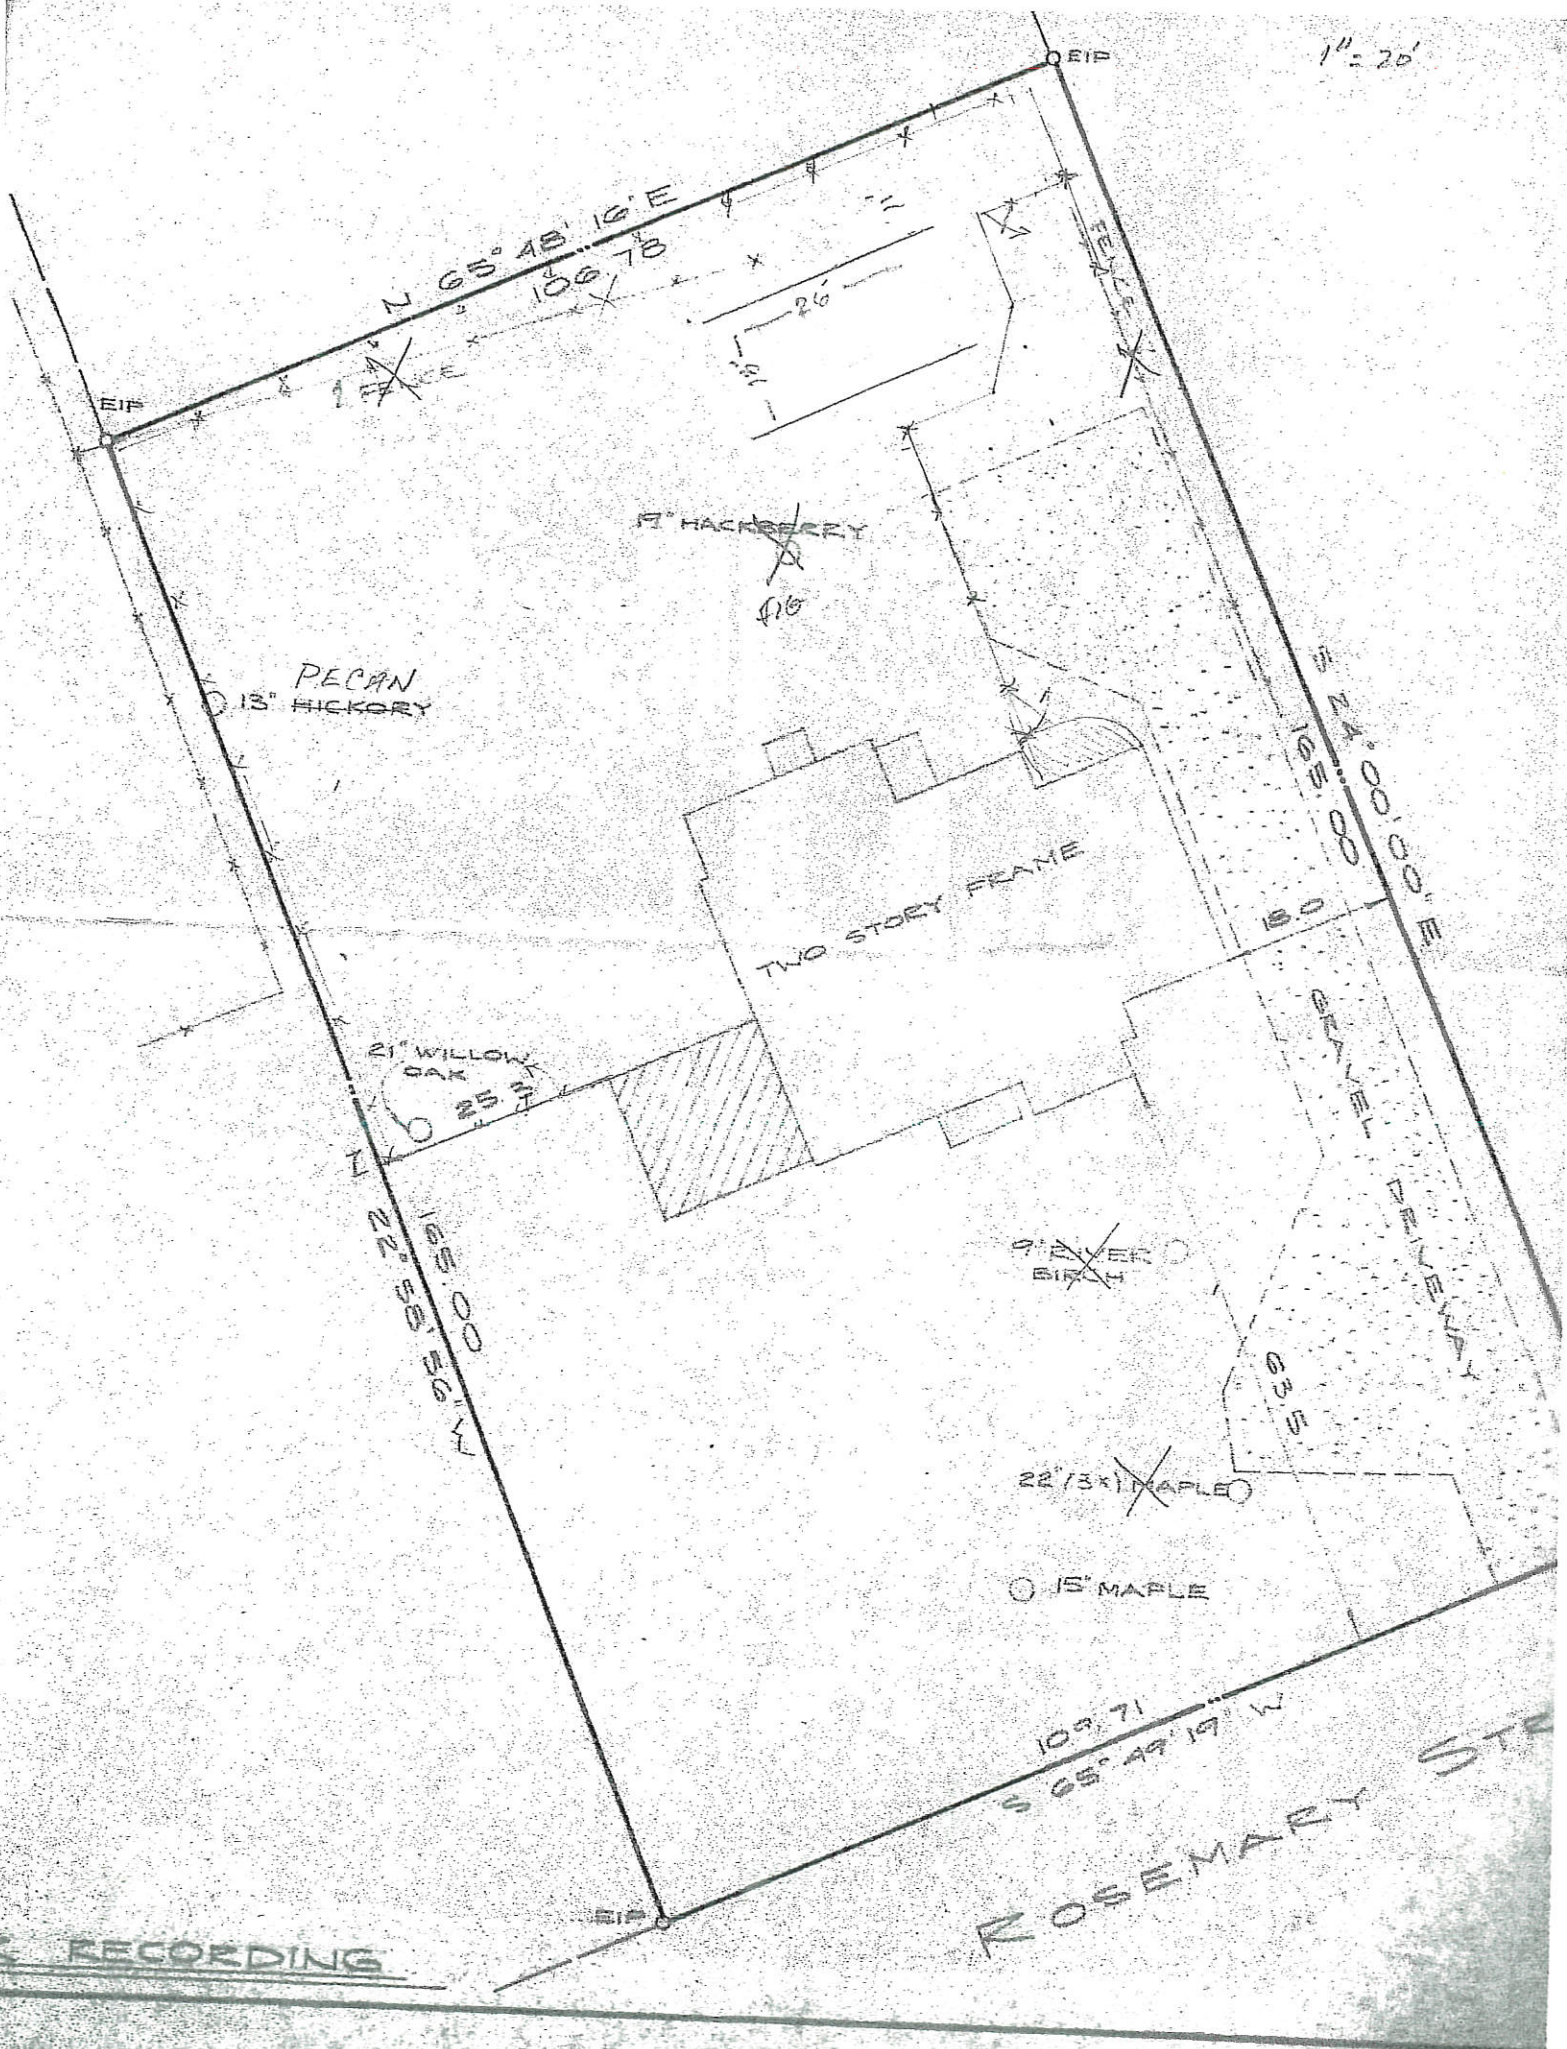 1"= 20'
EIP
N 65° 48' 16" E
106.78
FENCE
FENCE
EIP
26'
19" HACKBERRY
PECAN
13" HICKORY
S 24° 00' 00" E
165.00
TWO STORY FRAME
18.0
GRAVEL DRIVEWAY
21" WILLOW
OAK
25.3
N 22° 58' 56" W
165.00
9" RIVER
BIRCH
63.5
22" (3x) MAPLE
15" MAPLE
109.71
S 65° 49' 19" W
ROSEMARY
EIP
RECORDING